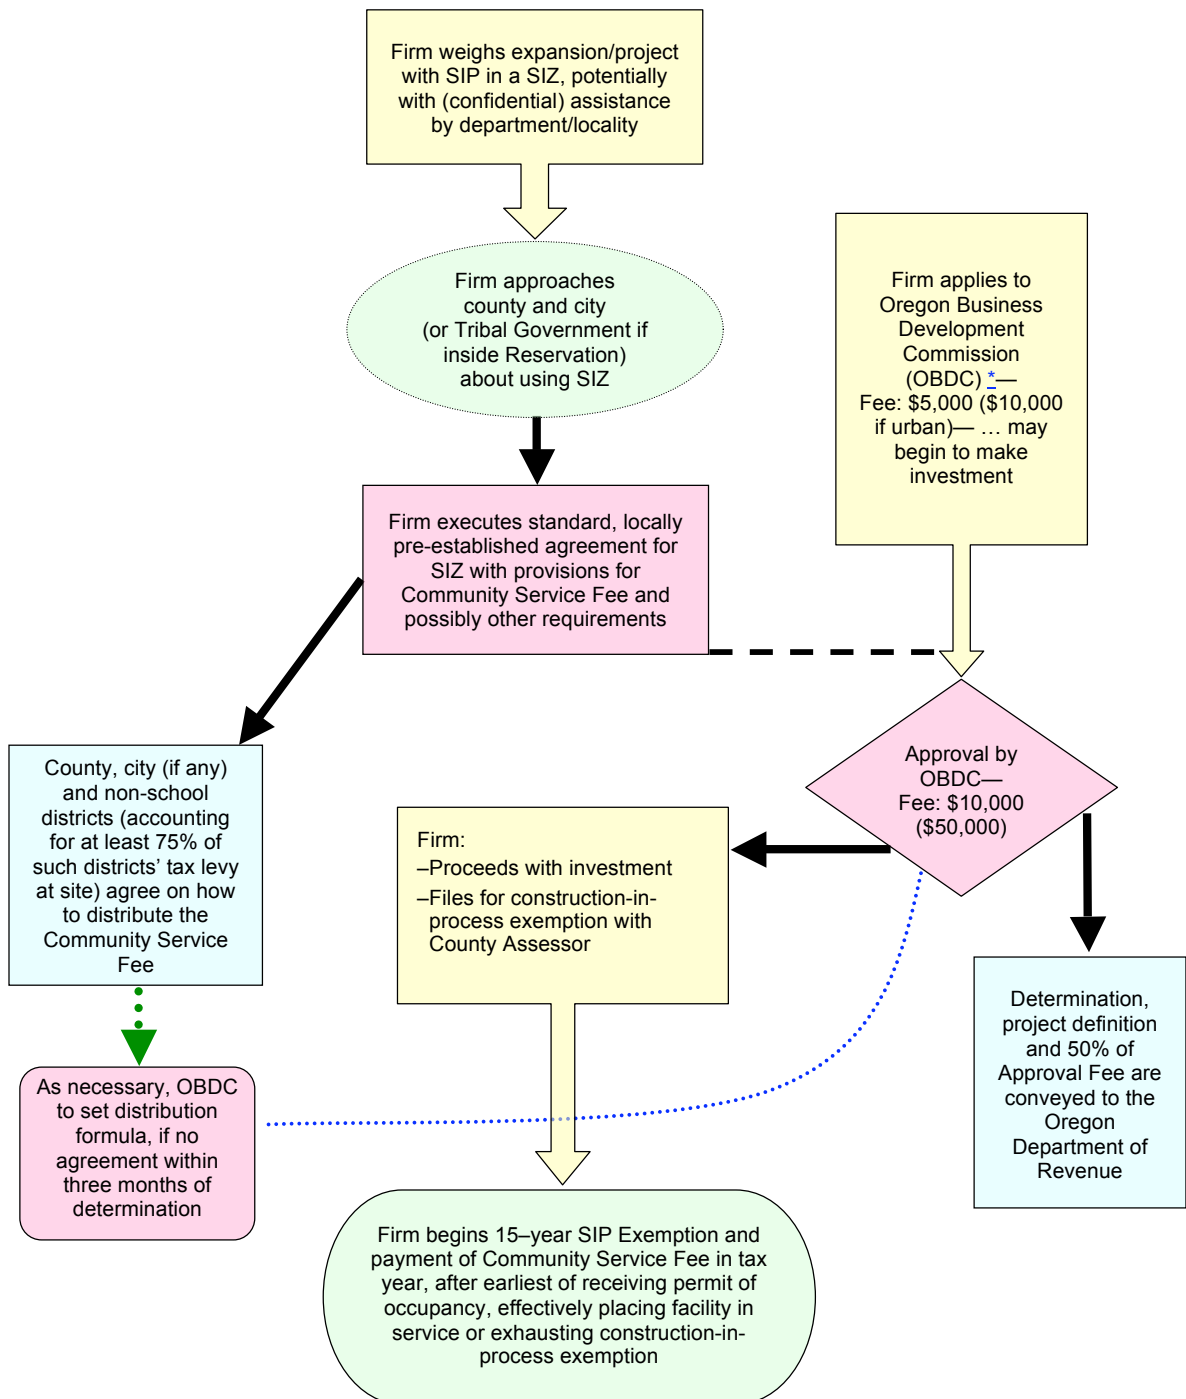 Firm weighs expansion/project
with SIP in a SIZ, potentially
with (confidential) assistance
by department/locality
Firm approaches
county and city
(or Tribal Government if
inside Reservation)
about using SIZ
Firm applies to
Oregon Business
Development
Commission
(OBDC) *—
Fee: $5,000 ($10,000
if urban)— … may
begin to make
investment
Firm executes standard, locally
pre-established agreement for
SIZ with provisions for
Community Service Fee and
possibly other requirements
Approval by
OBDC—
Fee: $10,000
($50,000)
County, city (if any)
and non-school
districts (accounting
for at least 75% of
such districts’ tax levy
at site) agree on how
to distribute the
Community Service
Fee
Firm:
–Proceeds with investment
–Files for construction-in-
process exemption with
County Assessor
Determination,
project definition
and 50% of
Approval Fee are
conveyed to the
Oregon
Department of
Revenue
As necessary, OBDC
to set distribution
formula, if no
agreement within
three months of
determination
Firm begins 15–year SIP Exemption and
payment of Community Service Fee in tax
year, after earliest of receiving permit of
occupancy, effectively placing facility in
service or exhausting construction-in-
process exemption